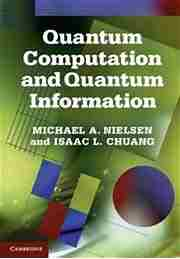 Quantum
Computation
and Quantum
Information
MICHAEL A. NIELSEN
and ISAAC L. CHUANG
CAMBRIDGE